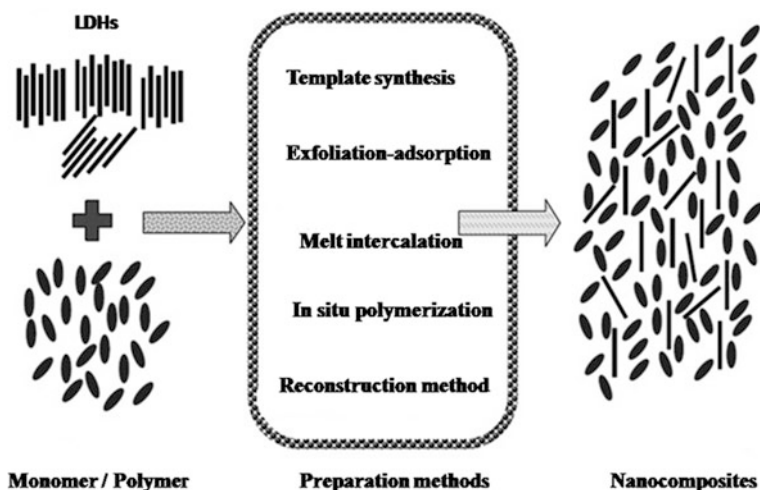 LDHs
Template synthesis
Exfoliation-adsorption
Melt intercalation
In situ polymerization
Reconstruction method
Monomer / Polymer
Preparation methods
Nanocomposites